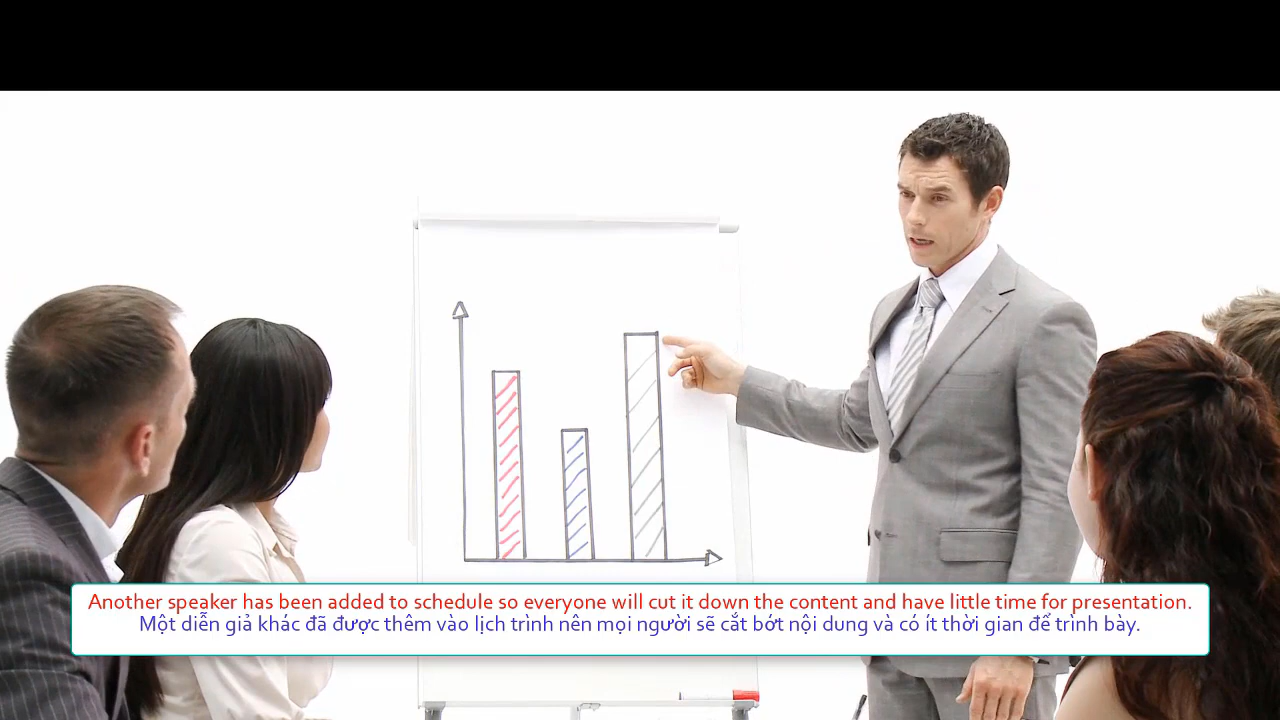 Another speaker has been added to schedule so everyone will cut it down the content and have little time for presentation.
Một diễn giả khác đã được thêm vào lịch trình nên mọi người sẽ cắt bớt nội dung và có ít thời gian để trình bày.